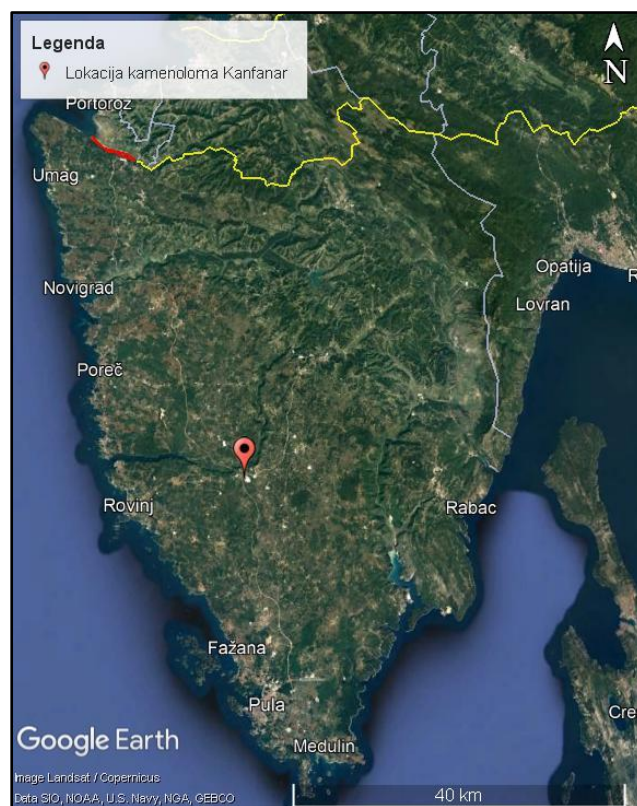 Legenda
Lokacija kamenoloma Kanfanar
N
Portoroz
Umag
Opatija
R
Novigrad
Lovran
Poreč
Rovinj
Rabac
Fažana
Pula
Cre
Medulin
Google Earth
Image Landsat / Copernicus
Data SIO, NOAA, U.S. Navy, NGA, GEBCO
40 km